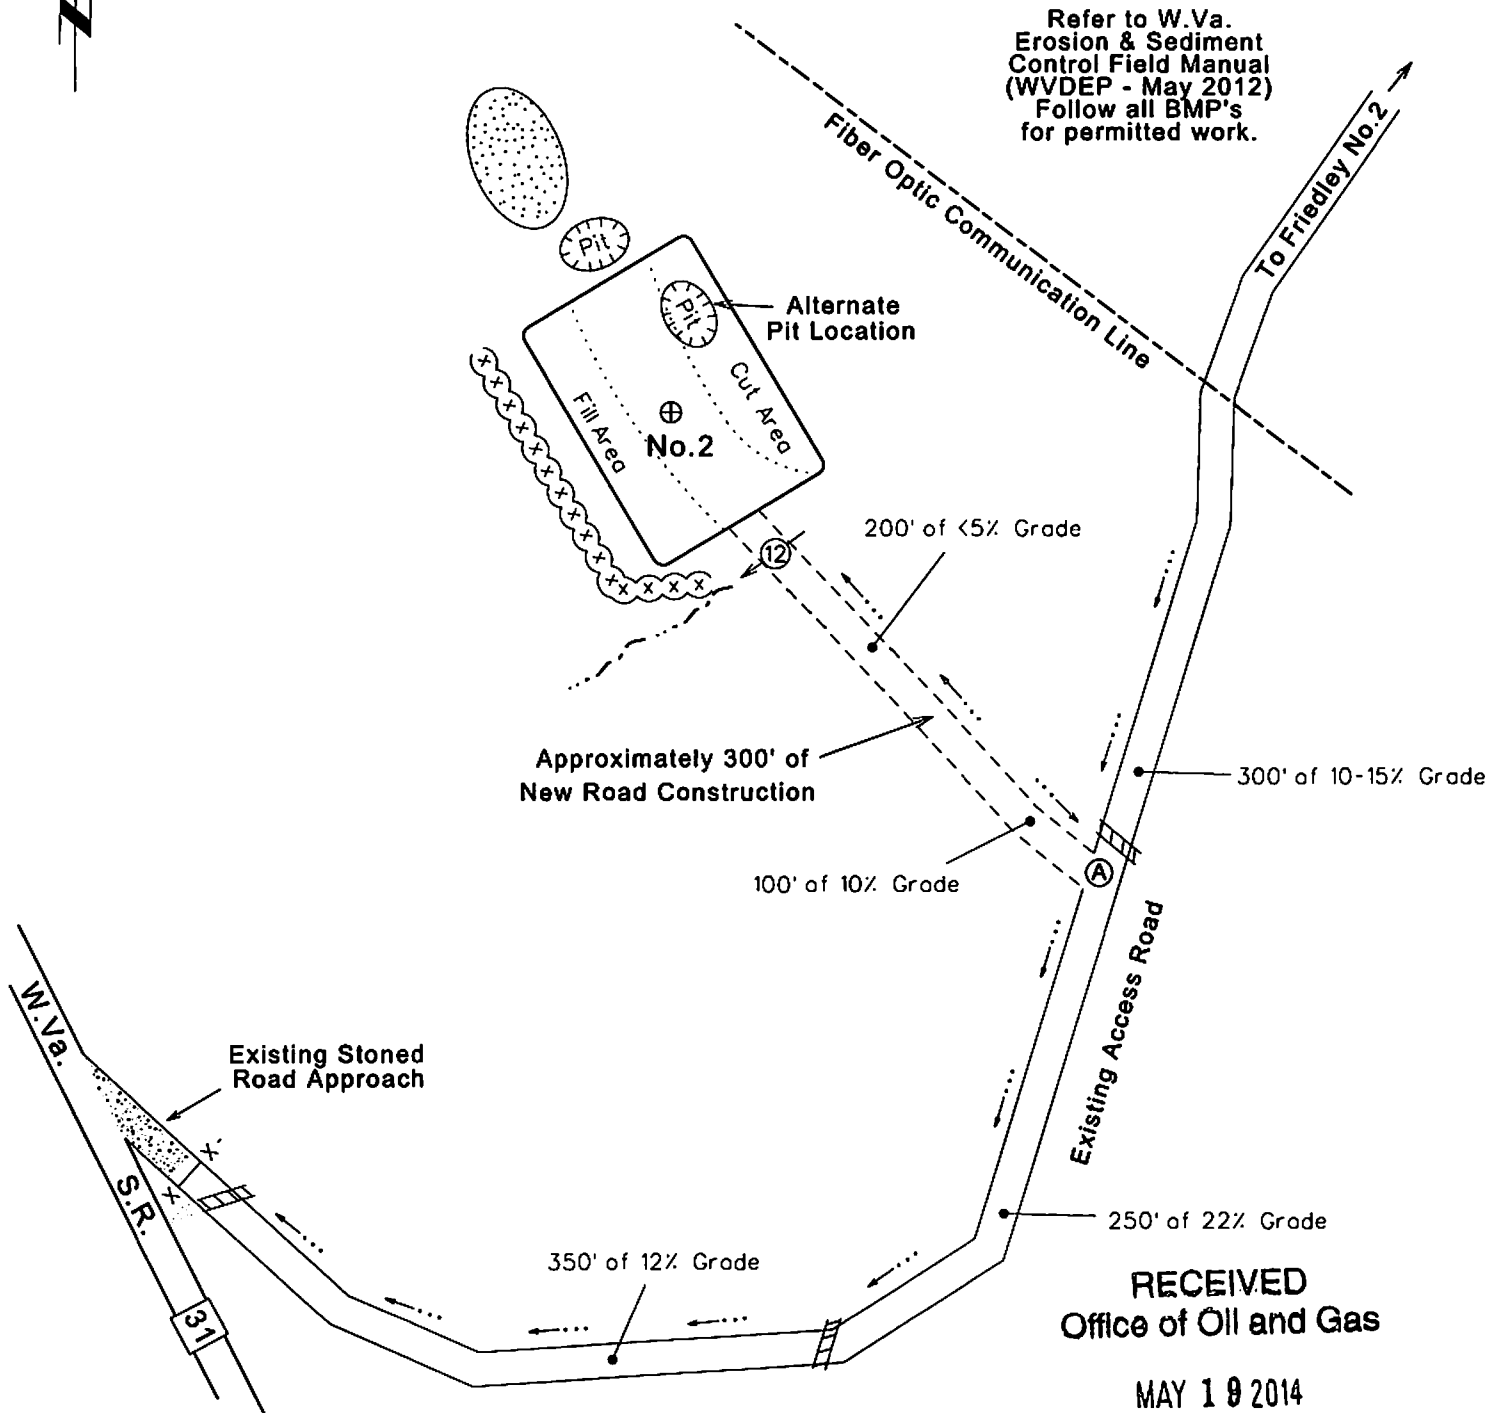 Refer to W.Va.
Erosion & Sediment
Control Field Manual
(WVDEP - May 2012)
Follow all BMP's
for permitted work.
Fiber Optic Communication Line
To Friedley No.2
Pit
Pit
Alternate
Pit Location
Cut Area
Fill Area
No.2
200' of <5% Grade
12
Approximately 300' of
New Road Construction
300' of 10-15% Grade
100' of 10% Grade
A
Existing Access Road
W.Va.
S.R.
31
Existing Stoned
Road Approach
250' of 22% Grade
350' of 12% Grade
RECEIVED
Office of Oil and Gas
MAY 19 2014